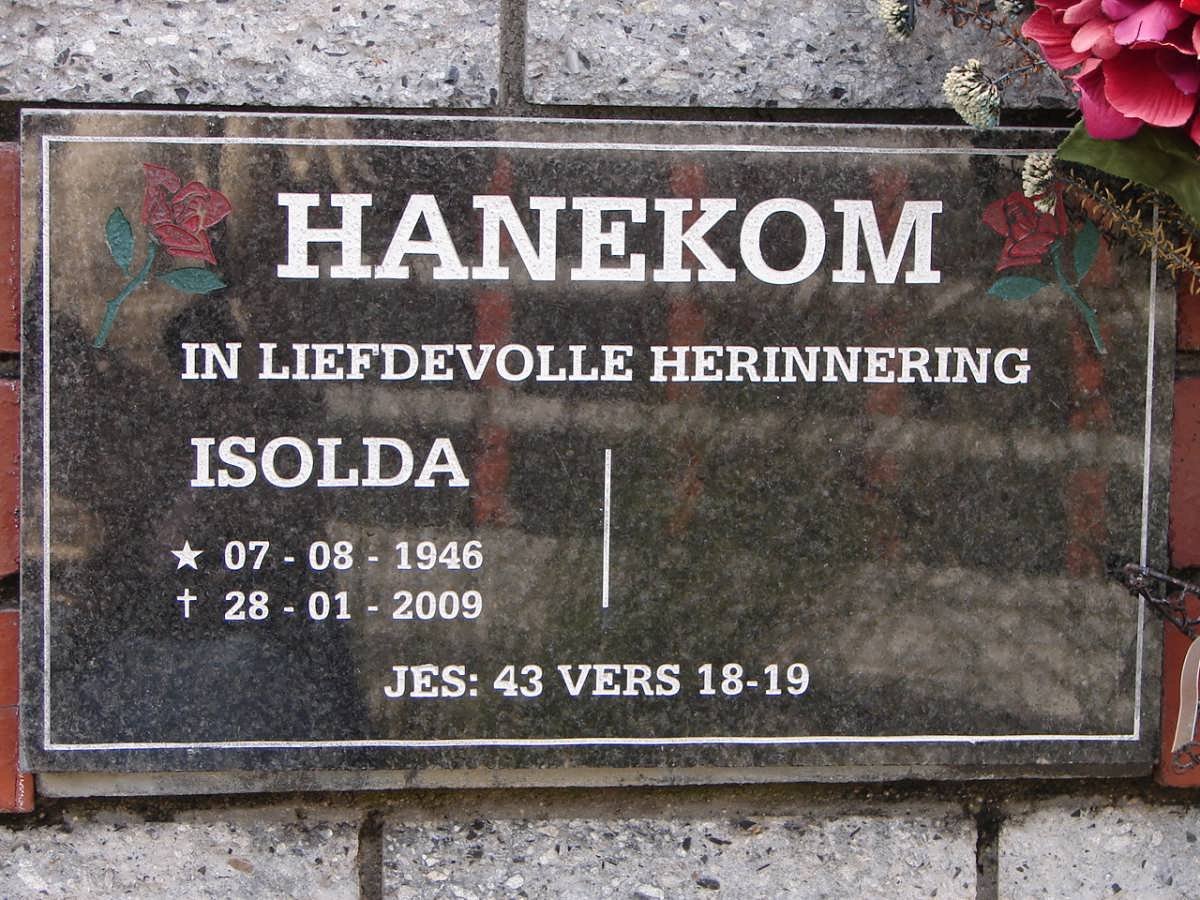 HANEKOM
IN LIEFDEVOLLE HERINNERING
ISOLDA
★ 07 - 08 - 1946
✝ 28 - 01 - 2009
JES: 43 VERS 18-19